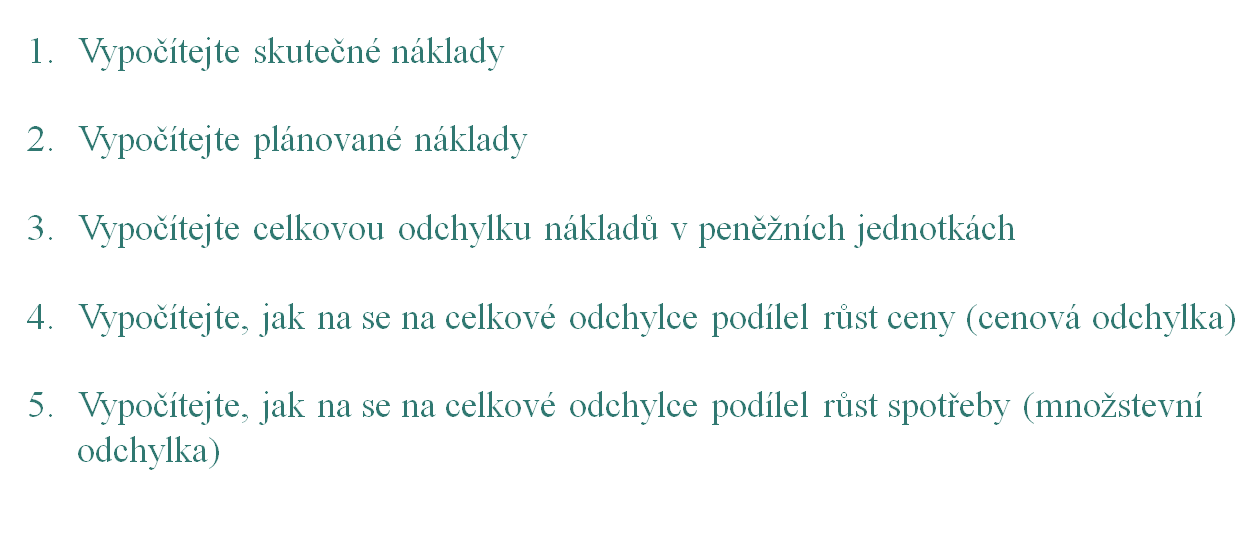 1. Vypočítejte skutečné náklady
2. Vypočítejte plánované náklady
3. Vypočítejte celkovou odchylku nákladů v peněžních jednotkách
4. Vypočítejte, jak na se na celkové odchylce podílel růst ceny (cenová odchylka)
5. Vypočítejte, jak na se na celkové odchylce podílel růst spotřeby (množstevní
odchylka)